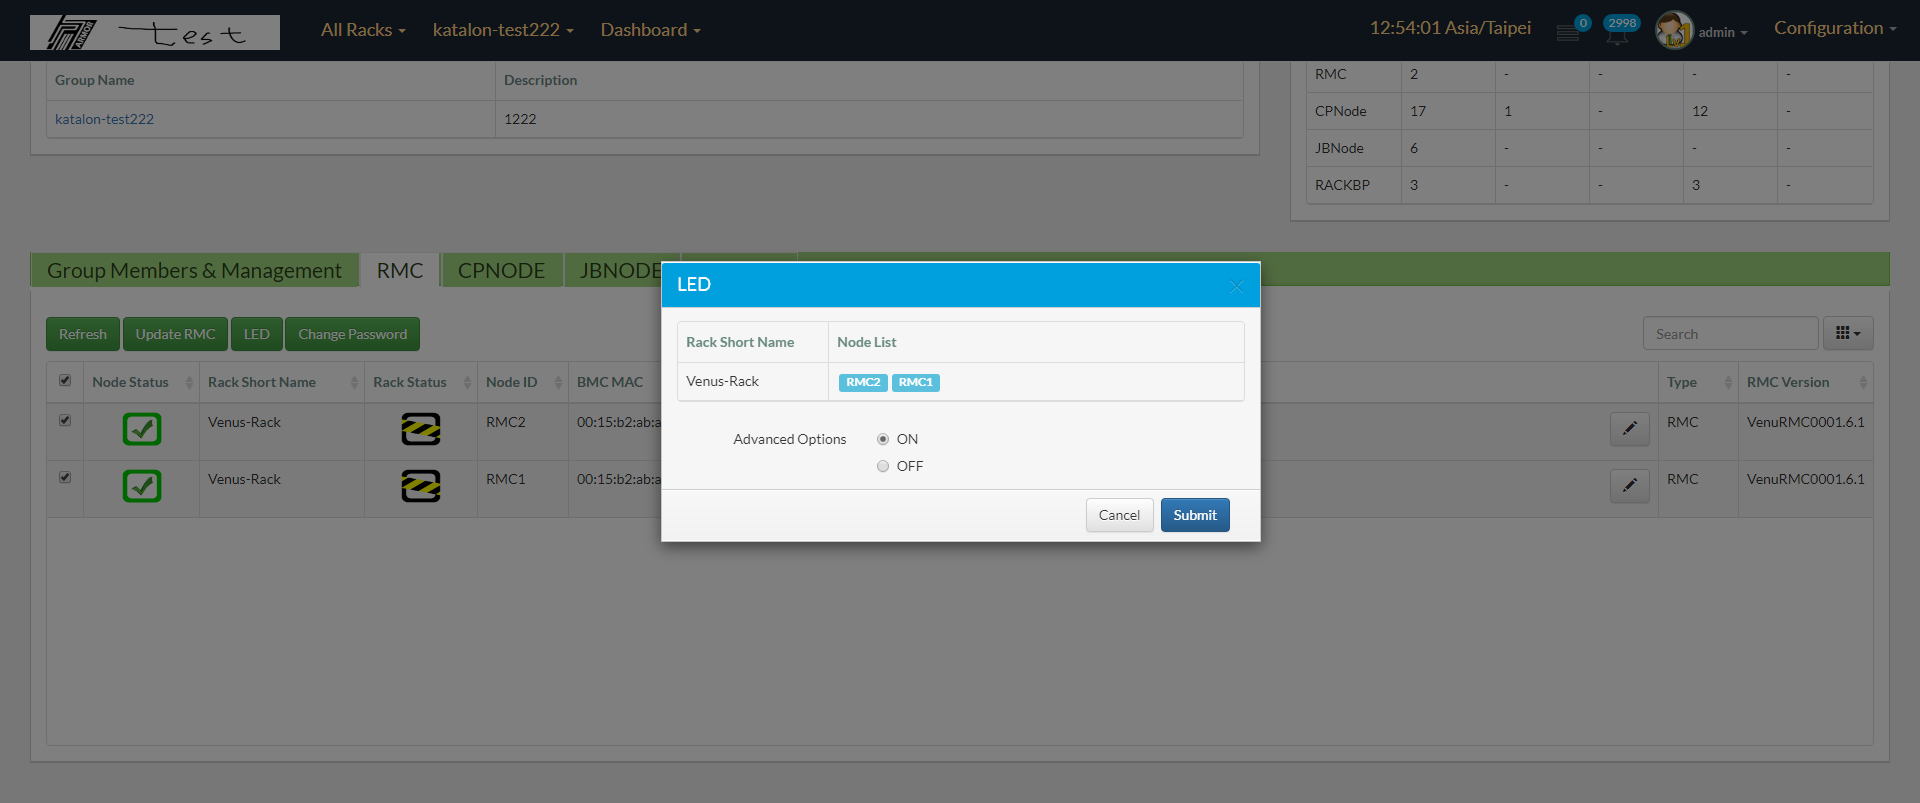 ARMOR test All Racks katalon-test222 Dashboard 12:54:01 Asia/Taipei 0 2998 admin Configuration
Group Name Description
katalon-test222 1222
RMC 2 - - - -
CPNode 17 1 - 12 -
JBNode 6 - - - -
RACKBP 3 - - 3 -
Group Members & Management RMC CPNODE JBNODE
LED
Rack Short Name Node List
Venus-Rack RMC2 RMC1
Advanced Options ON
OFF
Cancel Submit
Refresh Update RMC LED Change Password Search
Node Status Rack Short Name Rack Status Node ID BMC MAC Type RMC Version
Venus-Rack RMC2 00:15:b2:ab:a RMC VenuRMC0001.6.1
Venus-Rack RMC1 00:15:b2:ab:a RMC VenuRMC0001.6.1